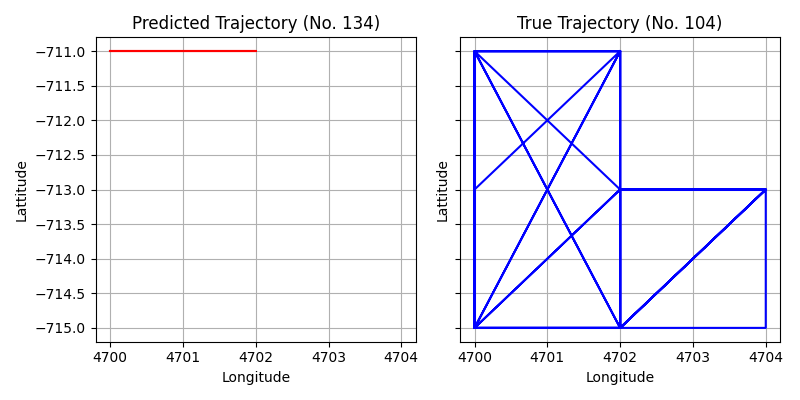 Predicted Trajectory (No. 134)
True Trajectory (No. 104)
−711.0
−711.5
−712.0
−712.5
−713.0
−713.5
−714.0
−714.5
−715.0
Lattitude
Lattitude
4700 4701 4702 4703 4704
4700 4701 4702 4703 4704
Longitude
Longitude